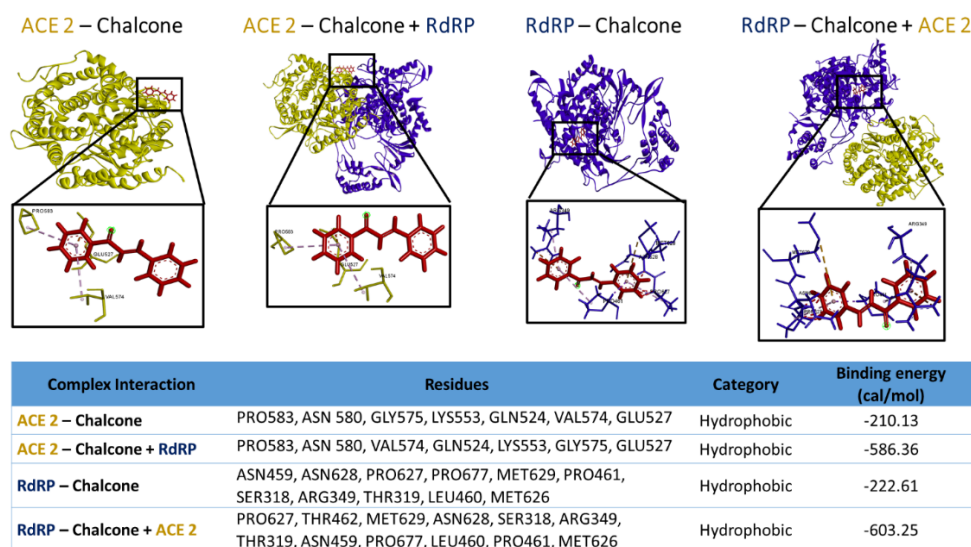 ACE 2 – Chalcone
ACE 2 – Chalcone + RdRP
RdRP – Chalcone
RdRP – Chalcone + ACE 2
PRO583
GLU527
VAL574
PRO583
GLU527
VAL574
ARG349
Complex Interaction Residues Category Binding energy
(cal/mol)
ACE 2 – Chalcone PRO583, ASN 580, GLY575, LYS553, GLN524, VAL574, GLU527 Hydrophobic -210.13
ACE 2 – Chalcone + RdRP PRO583, ASN 580, VAL574, GLN524, LYS553, GLY575, GLU527 Hydrophobic -586.36
RdRP – Chalcone ASN459, ASN628, PRO627, PRO677, MET629, PRO461, Hydrophobic -222.61
SER318, ARG349, THR319, LEU460, MET626
RdRP – Chalcone + ACE 2 PRO627, THR462, MET629, ASN628, SER318, ARG349, Hydrophobic -603.25
THR319, ASN459, PRO677, LEU460, PRO461, MET626